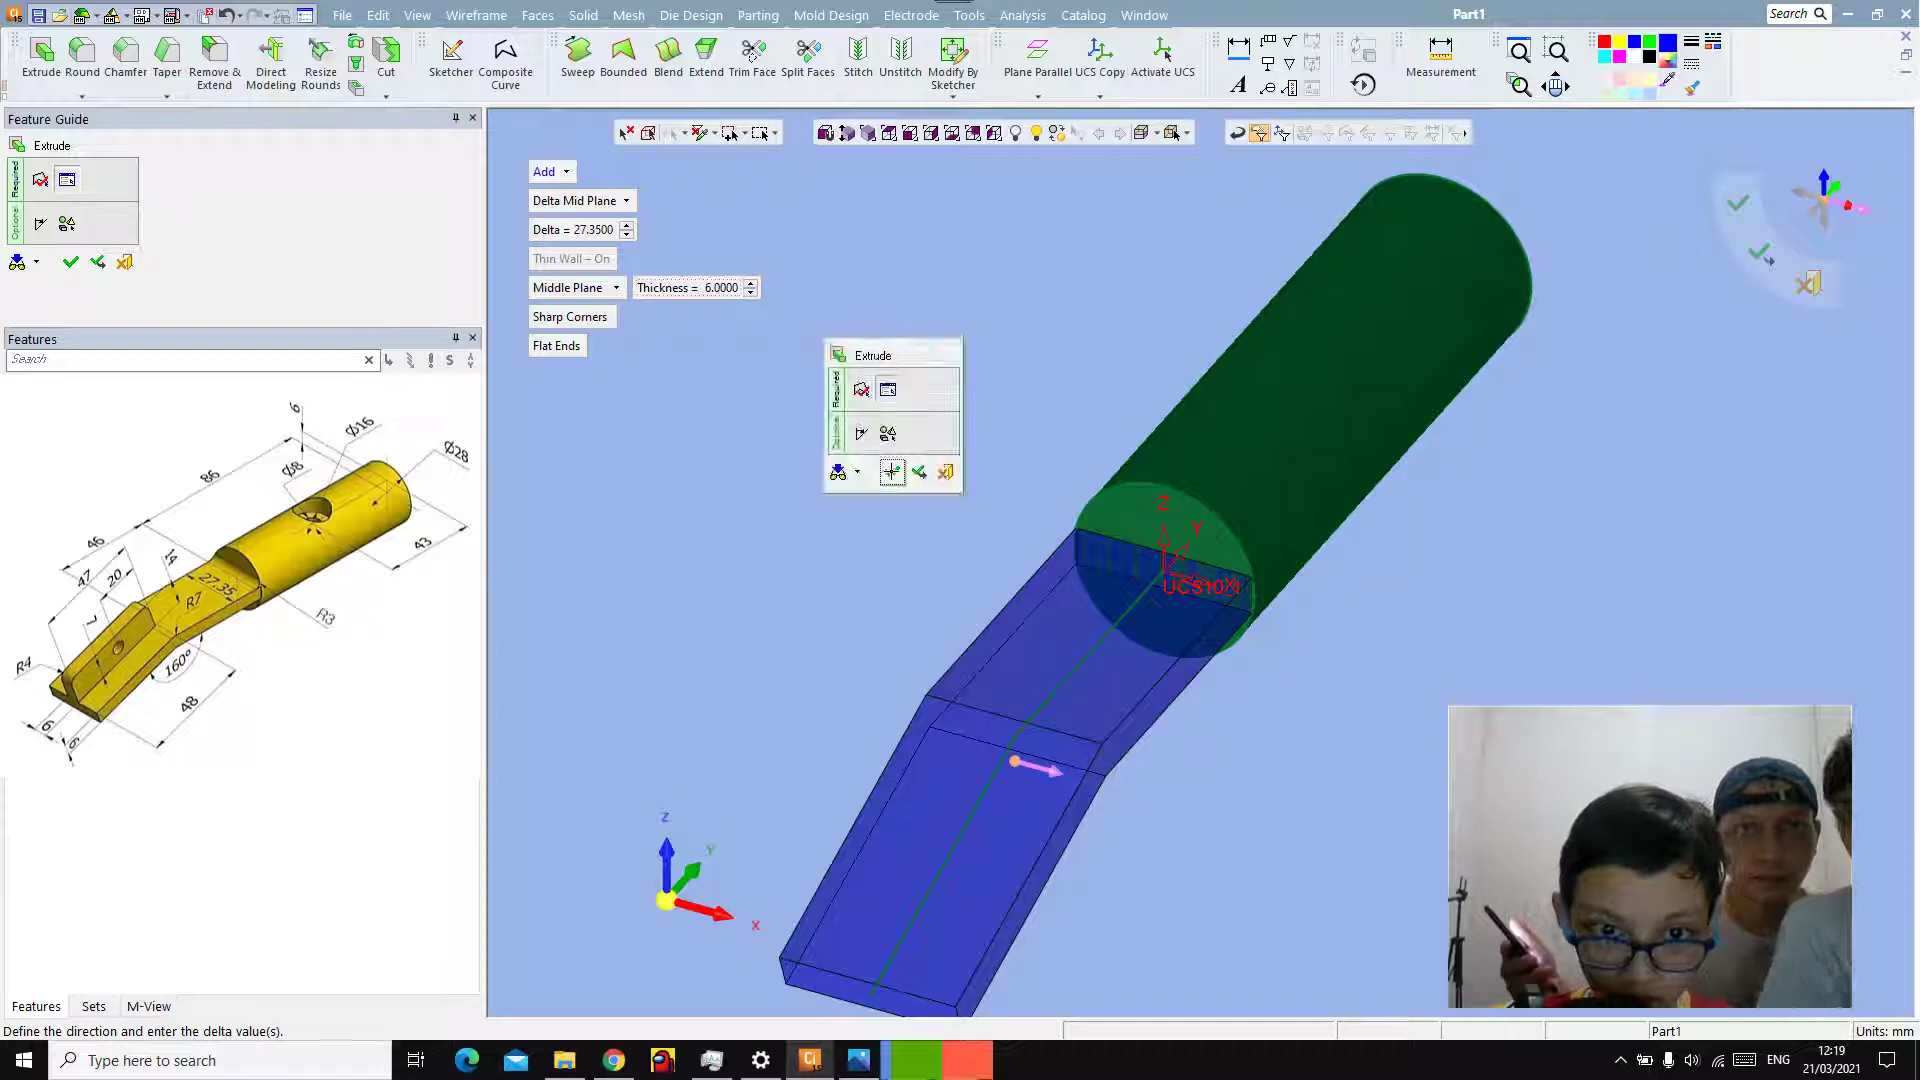 File Edit View Wireframe Faces Solid Mesh Die Design Parting Mold Design Electrode Tools Analysis Catalog Window
Part1
Search
Extrude Round Chamfer Taper Remove & Extend Direct Modeling Resize Rounds Cut Sketcher Composite Curve Sweep Bounded Blend Extend Trim Face Split Faces Stitch Unstitch Modify By Sketcher Plane Parallel UCS Copy Activate UCS Measurement
Feature Guide
Extrude
Required
Optional
Features
Search
6
Ø16
Ø28
86
Ø8
46
14
43
47
20
27.35
R7
R3
7
R4
160°
48
6
6
Features Sets M-View
Add
Delta Mid Plane
Delta = 27.3500
Thin Wall – On
Middle Plane Thickness = 6.0000
Sharp Corners
Flat Ends
Extrude
Required
Optional
Z
Y
Z
Y
X
Define the direction and enter the delta value(s).
Part1
Units: mm
Type here to search
ENG
12:19
21/03/2021